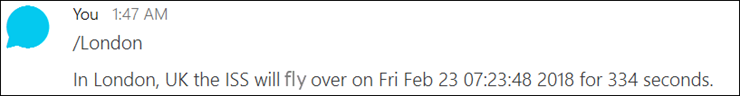 You 1:47 AM
/London
In London, UK the ISS will fly over on Fri Feb 23 07:23:48 2018 for 334 seconds.